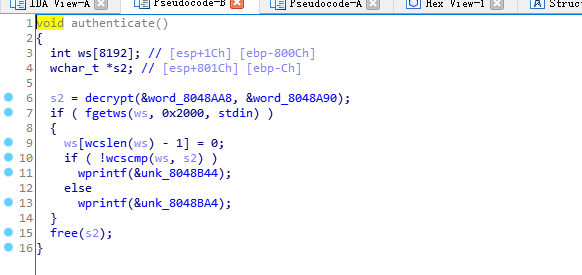 IDA View-A Pseudocode-B Pseudocode-A Hex View-1 A Struct
1 void authenticate()
2 {
3 int ws[8192]; // [esp+1Ch] [ebp-800Ch]
4 wchar_t *s2; // [esp+801Ch] [ebp-Ch]
5
6 s2 = decrypt(&word_8048AA8, &word_8048A90);
7 if ( fgetws(ws, 0x2000, stdin) )
8 {
9 ws[wcslen(ws) - 1] = 0;
10 if ( !wcscmp(ws, s2) )
11 wprintf(&unk_8048B44);
12 else
13 wprintf(&unk_8048BA4);
14 }
15 free(s2);
16 }